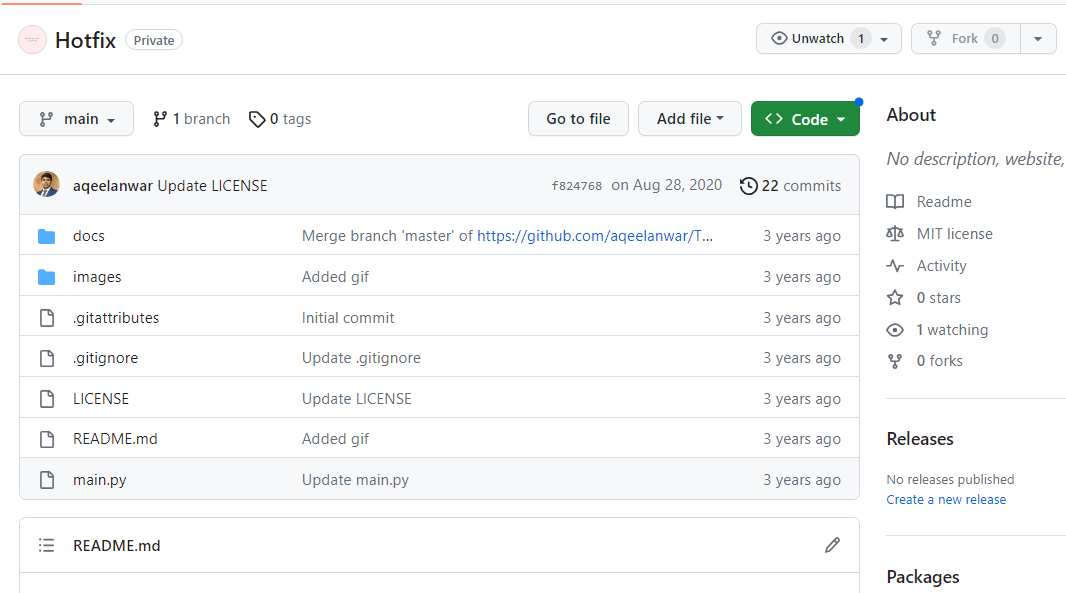 Hotfix Private Unwatch 1 Fork 0
main 1 branch 0 tags Go to file Add file <> Code About
No description, website,
aqeelanwar Update LICENSE f824768 on Aug 28, 2020 22 commits
Readme
docs Merge branch 'master' of https://github.com/aqeelanwar/T... 3 years ago
MIT license
Activity
images Added gif 3 years ago
0 stars
.gitattributes Initial commit 3 years ago
1 watching
.gitignore Update .gitignore 3 years ago
0 forks
LICENSE Update LICENSE 3 years ago
README.md Added gif 3 years ago
Releases
main.py Update main.py 3 years ago
No releases published
Create a new release
README.md
Packages